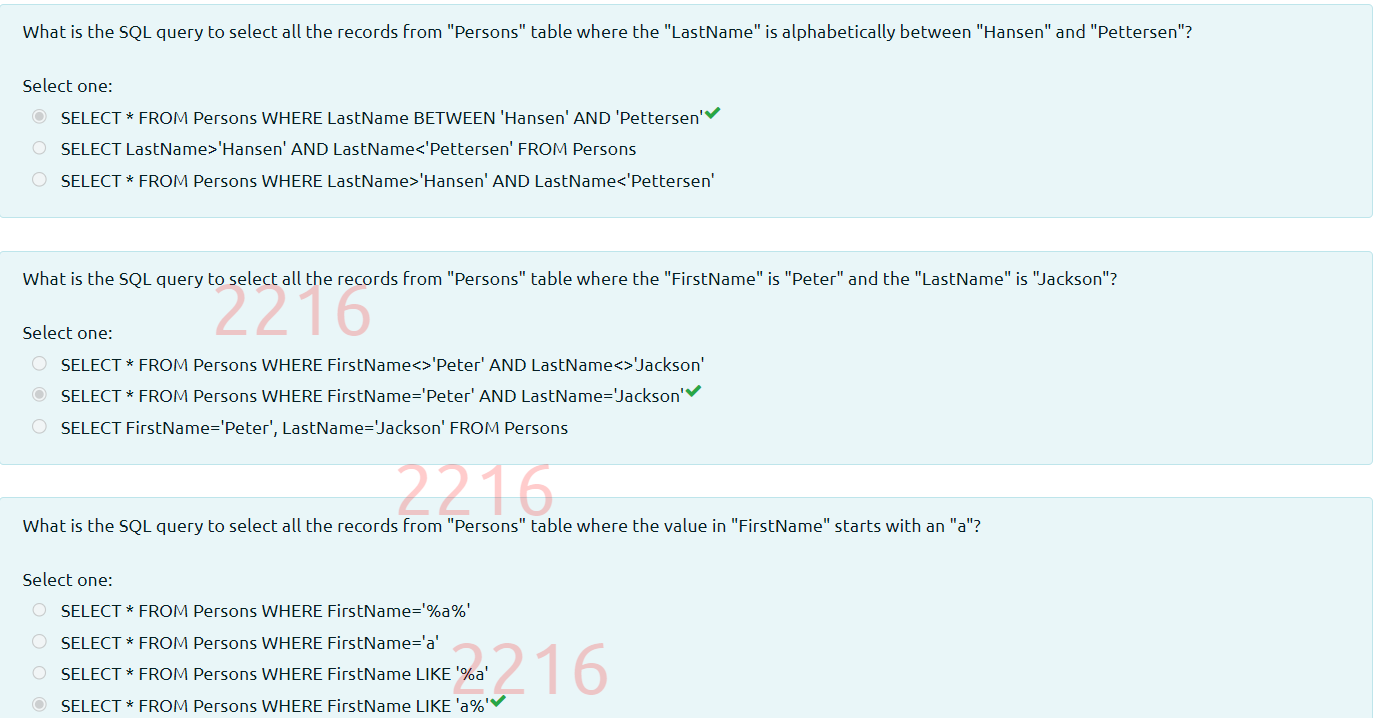 What is the SQL query to select all the records from "Persons" table where the "LastName" is alphabetically between "Hansen" and "Pettersen"?
Select one:
SELECT * FROM Persons WHERE LastName BETWEEN 'Hansen' AND 'Pettersen'
SELECT LastName>'Hansen' AND LastName<'Pettersen' FROM Persons
SELECT * FROM Persons WHERE LastName>'Hansen' AND LastName<'Pettersen'
What is the SQL query to select all the records from "Persons" table where the "FirstName" is "Peter" and the "LastName" is "Jackson"?
2216
Select one:
SELECT * FROM Persons WHERE FirstName<>'Peter' AND LastName<>'Jackson'
SELECT * FROM Persons WHERE FirstName='Peter' AND LastName='Jackson'
SELECT FirstName='Peter', LastName='Jackson' FROM Persons
2216
What is the SQL query to select all the records from "Persons" table where the value in "FirstName" starts with an "a"?
Select one:
SELECT * FROM Persons WHERE FirstName='%a%'
SELECT * FROM Persons WHERE FirstName='a'
SELECT * FROM Persons WHERE FirstName LIKE '%a'
2216
SELECT * FROM Persons WHERE FirstName LIKE 'a%'